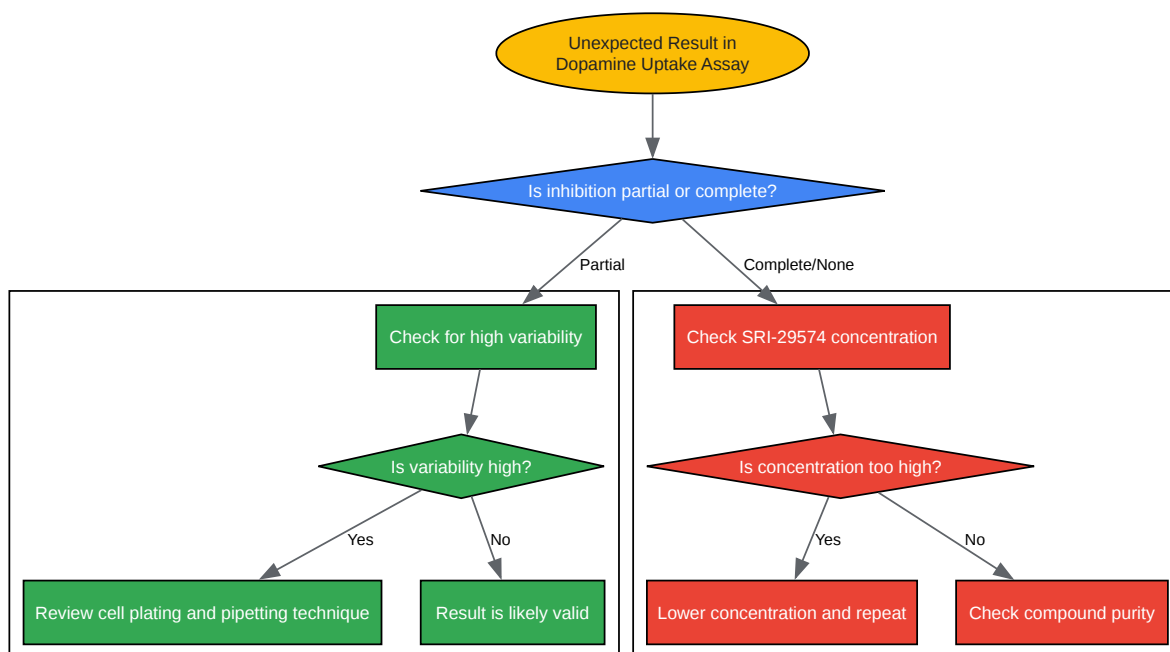 Unexpected Result in
Dopamine Uptake Assay
Is inhibition partial or complete?
Partial
Complete/None
Check for high variability
Check SRI-29574 concentration
Is variability high?
Is concentration too high?
Yes
No
Yes
No
Review cell plating and pipetting technique
Result is likely valid
Lower concentration and repeat
Check compound purity